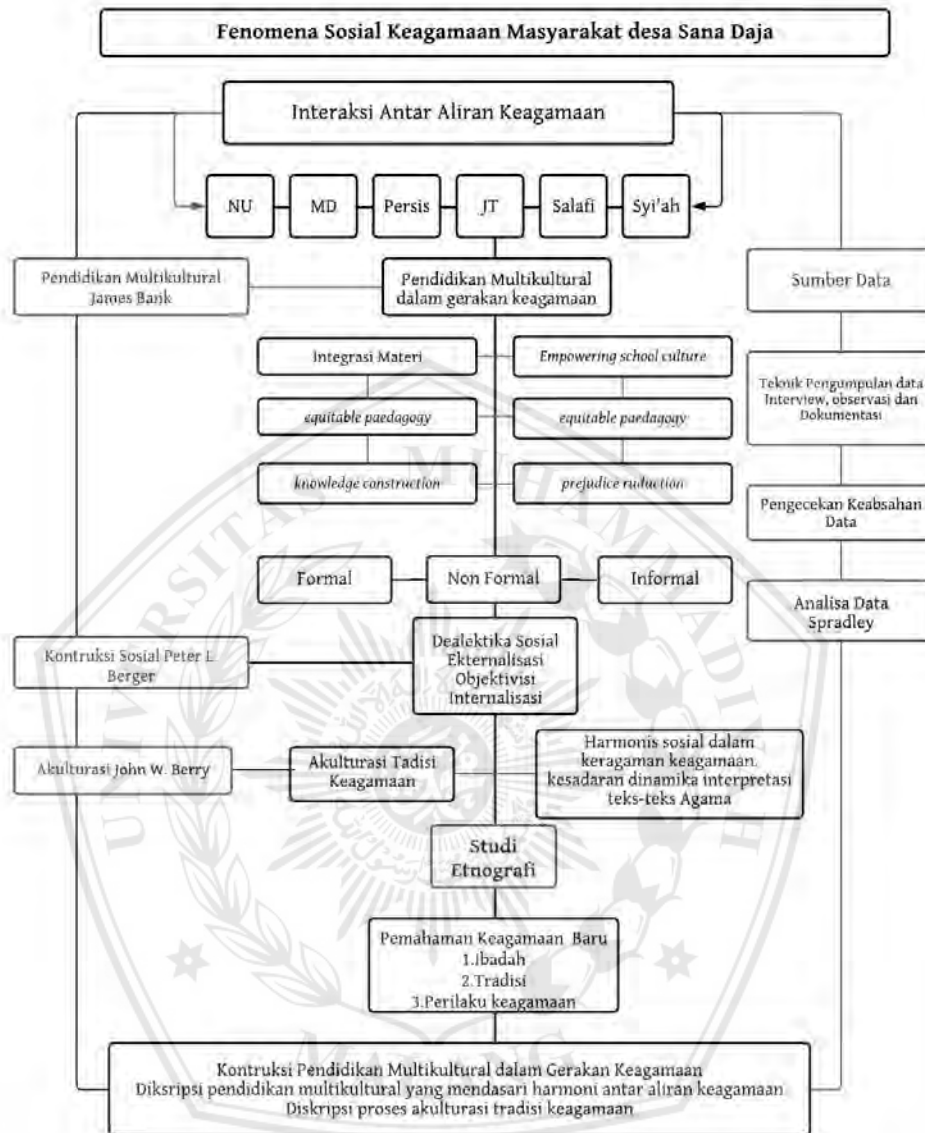 Fenomena Sosial Keagamaan Masyarakat desa Sana Daja
Interaksi Antar Aliran Keagamaan
NU
MD
Persis
JT
Salafi
Syi'ah
Pendidikan Multikultural
James Bank
Pendidikan Multikultural
dalam gerakan keagamaan
Sumber Data
Integrasi Materi
Empowering school culture
Teknik Pengumpulan data
Interview, observasi dan
Dokumentasi
equitable paedagogy
equitable paedagogy
knowledge construction
prejudice ruduction
Pengecekan Keabsahan
Data
Formal
Non Formal
Informal
Analisa Data
Spradley
Kontruksi Sosial Peter L
Berger
Dealektika Sosial
Ekternalisasi
Objektivisi
Internalisasi
Akulturasi John W. Berry
Akulturasi Tadisi
Keagamaan
Harmonis sosial dalam
keragaman keagamaan.
kesadaran dinamika interpretasi
teks-teks Agama
Studi
Etnografi
Pemahaman Keagamaan Baru
1.Ibadah
2.Tradisi
3.Perilaku keagamaan
Kontruksi Pendidikan Multikultural dalam Gerakan Keagamaan
Diksripsi pendidikan multikultural yang mendasari harmoni antar aliran keagamaan
Diskripsi proses akulturasi tradisi keagamaan
UNIVERSITAS MUHAMMADIYAH
MALANG